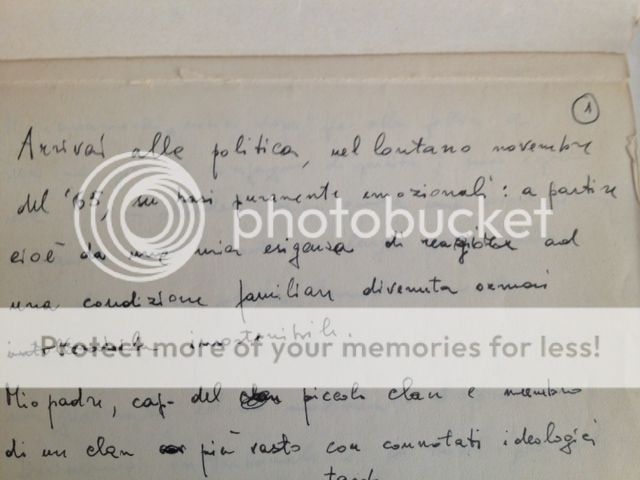 1
Arrivai alla politica, nel lontano novembre
del '65, su basi puramente emozionali: a partire
cioè da una mia esigenza di reagire ad
una condizione familiare divenuta ormai
insostenibile.
Mio padre, capo del piccolo clan e membro
di un clan più vasto con connotati ideologici
tardo
photobucket
Protect more of your memories for less!